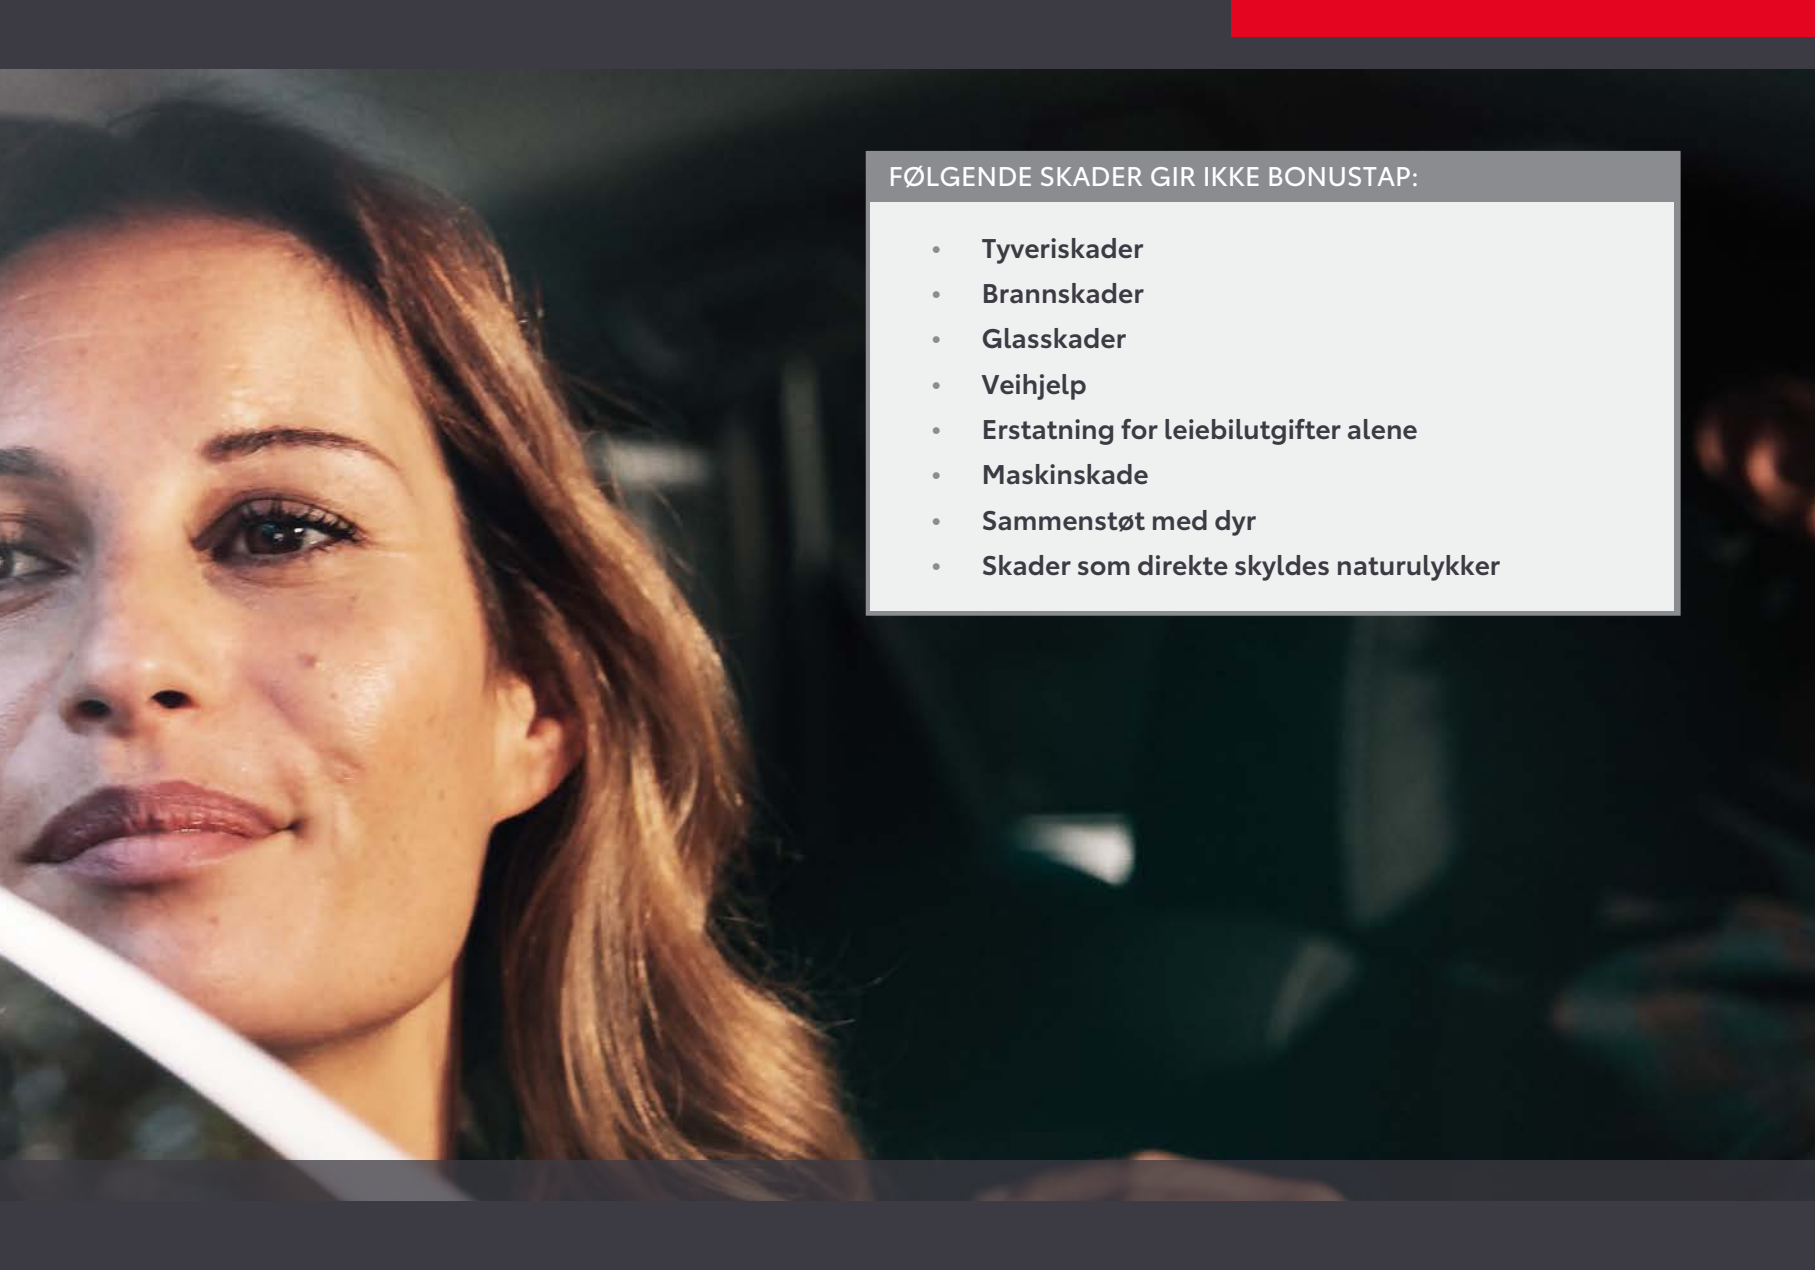 FØLGENDE SKADER GIR IKKE BONUSTAP:
• Tyveriskader
• Brannskader
• Glasskader
• Veihjelp
• Erstatning for leiebilutgifter alene
• Maskinskade
• Sammenstøt med dyr
• Skader som direkte skyldes naturulykker